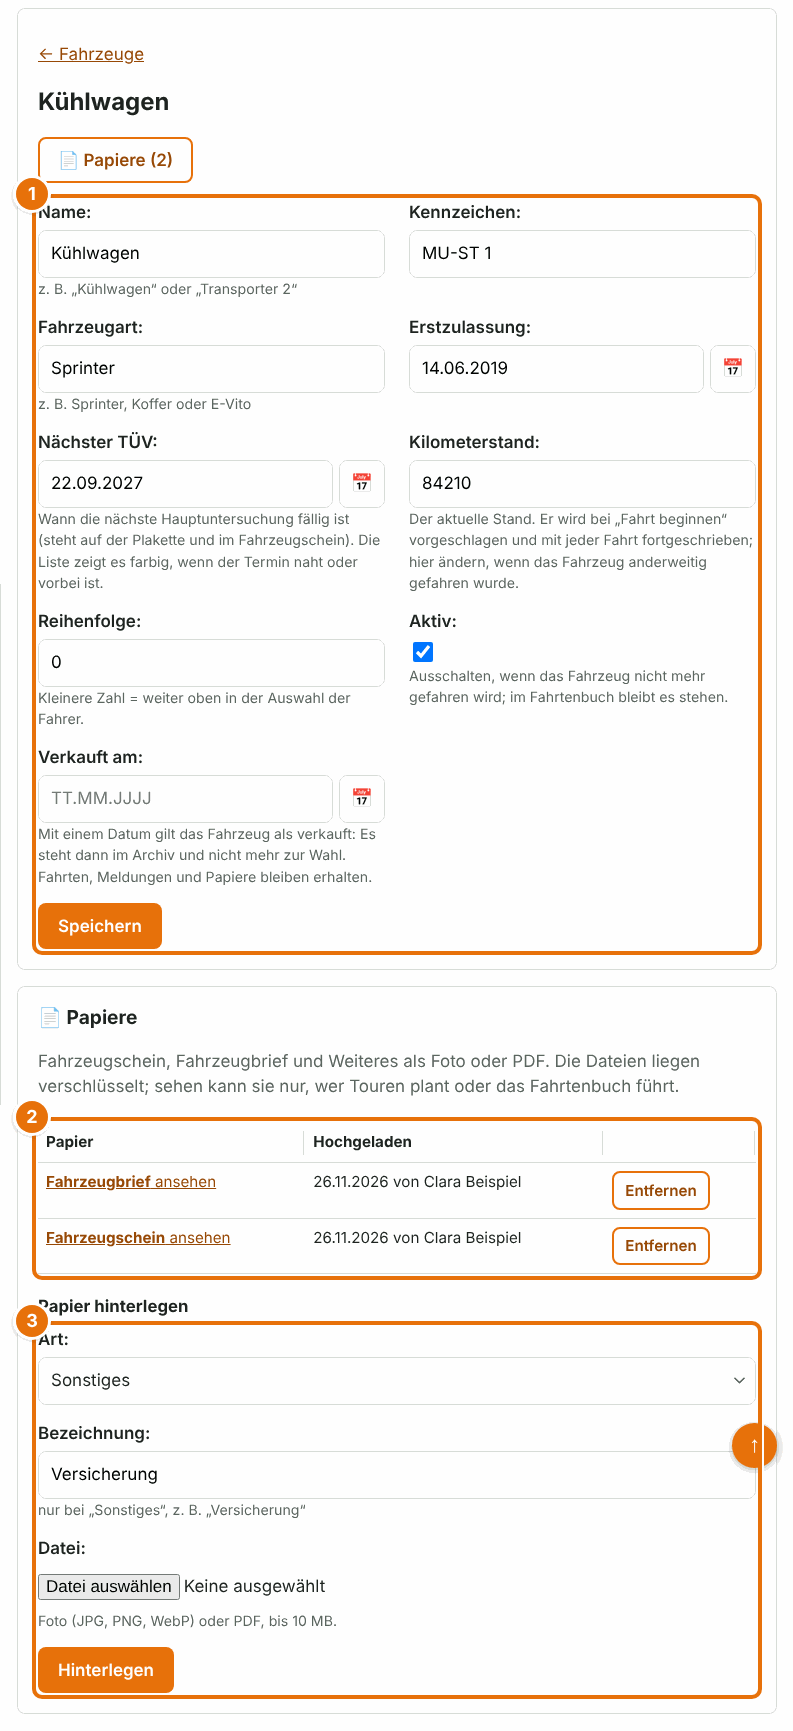 ← Fahrzeuge
Kühlwagen
📄 Papiere (2)
1
Name:
Kühlwagen
z. B. „Kühlwagen“ oder „Transporter 2“
Kennzeichen:
MU-ST 1
Fahrzeugart:
Sprinter
z. B. Sprinter, Koffer oder E-Vito
Erstzulassung:
14.06.2019
Nächster TÜV:
22.09.2027
Wann die nächste Hauptuntersuchung fällig ist
(steht auf der Plakette und im Fahrzeugschein). Die
Liste zeigt es farbig, wenn der Termin naht oder
vorbei ist.
Kilometerstand:
84210
Der aktuelle Stand. Er wird bei „Fahrt beginnen“
vorgeschlagen und mit jeder Fahrt fortgeschrieben;
hier ändern, wenn das Fahrzeug anderweitig
gefahren wurde.
Reihenfolge:
0
Kleinere Zahl = weiter oben in der Auswahl der
Fahrer.
Aktiv:
Ausschalten, wenn das Fahrzeug nicht mehr
gefahren wird; im Fahrtenbuch bleibt es stehen.
Verkauft am:
TT.MM.JJJJ
Mit einem Datum gilt das Fahrzeug als verkauft: Es
steht dann im Archiv und nicht mehr zur Wahl.
Fahrten, Meldungen und Papiere bleiben erhalten.
Speichern
📄 Papiere
Fahrzeugschein, Fahrzeugbrief und Weiteres als Foto oder PDF. Die Dateien liegen
verschlüsselt; sehen kann sie nur, wer Touren plant oder das Fahrtenbuch führt.
2
Papier Hochgeladen
Fahrzeugbrief ansehen 26.11.2026 von Clara Beispiel Entfernen
Fahrzeugschein ansehen 26.11.2026 von Clara Beispiel Entfernen
Papier hinterlegen
3
Art:
Sonstiges
Bezeichnung:
Versicherung
↑
nur bei „Sonstiges“, z. B. „Versicherung“
Datei:
Datei auswählen Keine ausgewählt
Foto (JPG, PNG, WebP) oder PDF, bis 10 MB.
Hinterlegen